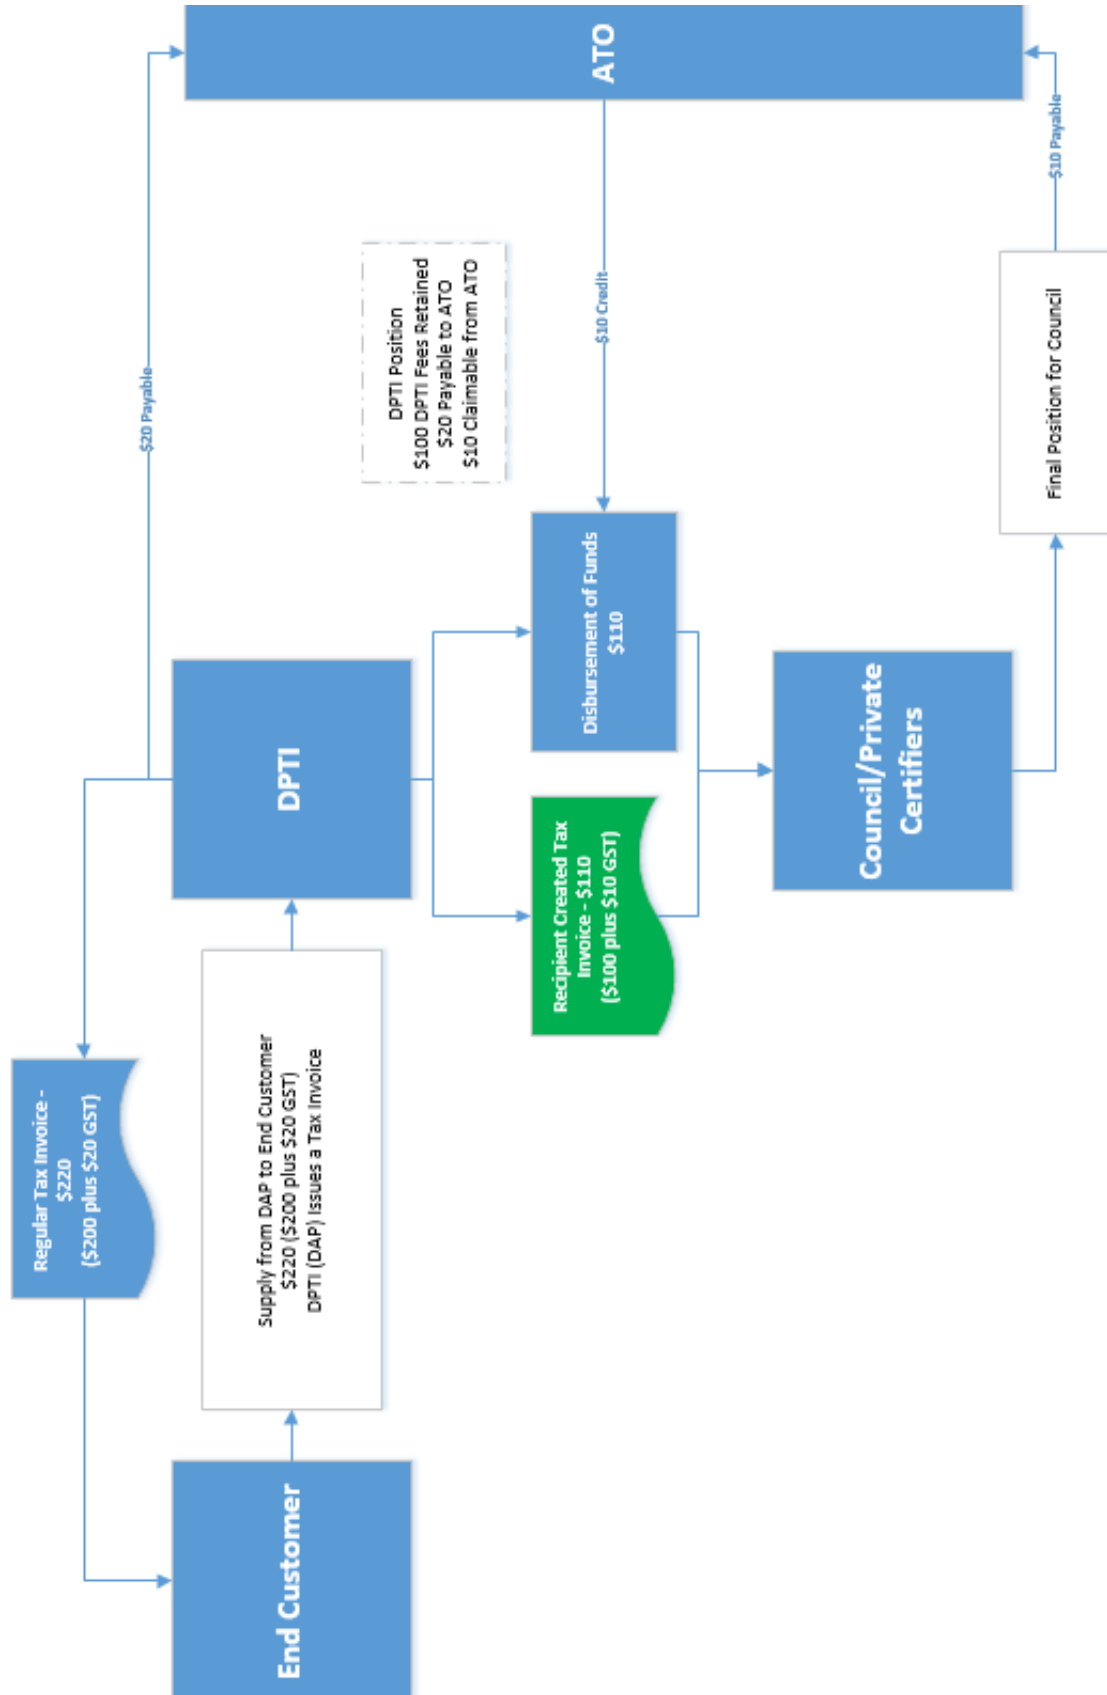 Regular Tax Invoice –
$220
($200 plus $20 GST)
$20 Payable
End Customer
Supply from DAP to End Customer
$220 ($200 plus $20 GST)
DPTI (DAP) Issues a Tax Invoice
DPTI
ATO
DPTI Position
$100 DPTI Fees Retained
$20 Payable to ATO
$10 Claimable from ATO
Recipient Created Tax
Invoice - $110
($100 plus $10 GST)
Disbursement of Funds
$110
$10 Credit
Council/Private
Certifiers
Final Position for Council
$10 Payable